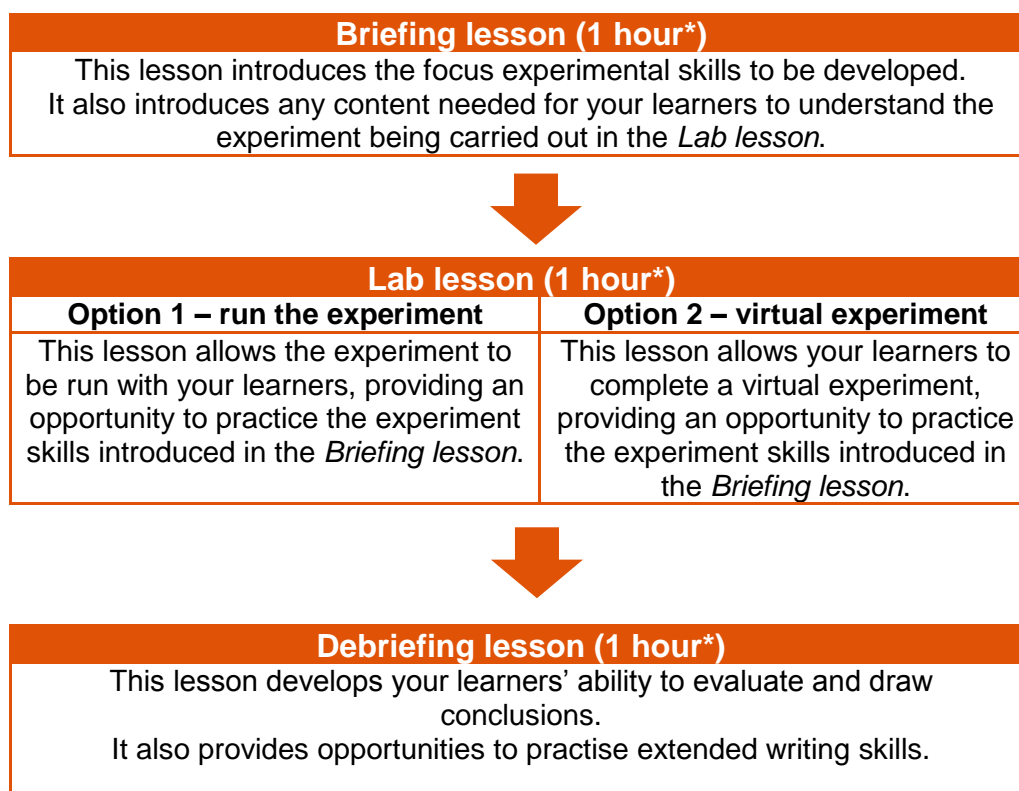 Briefing lesson (1 hour*)
This lesson introduces the focus experimental skills to be developed.
It also introduces any content needed for your learners to understand the
experiment being carried out in the Lab lesson.
Lab lesson (1 hour*)
Option 1 – run the experiment
This lesson allows the experiment to
be run with your learners, providing an
opportunity to practice the experiment
skills introduced in the Briefing lesson.
Option 2 – virtual experiment
This lesson allows your learners to
complete a virtual experiment,
providing an opportunity to practice
the experiment skills introduced in
the Briefing lesson.
Debriefing lesson (1 hour*)
This lesson develops your learners’ ability to evaluate and draw
conclusions.
It also provides opportunities to practise extended writing skills.